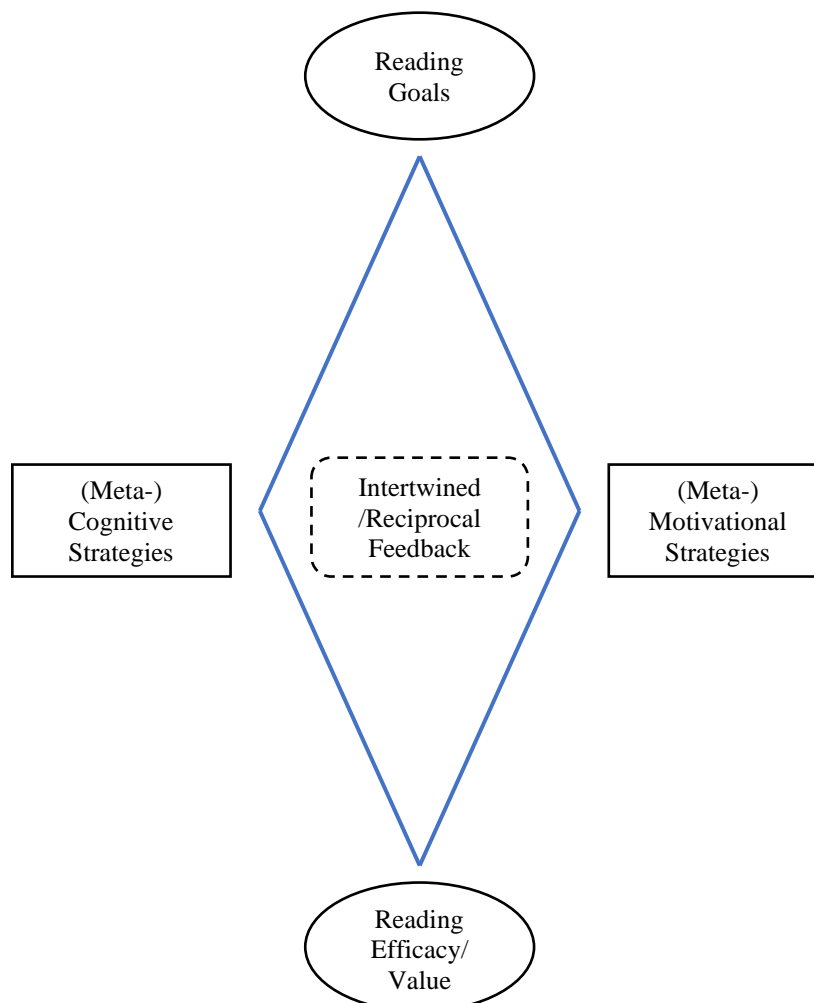 Reading
Goals
(Meta-)
Cognitive
Strategies
Intertwined
/Reciprocal
Feedback
(Meta-)
Motivational
Strategies
Reading
Efficacy/
Value